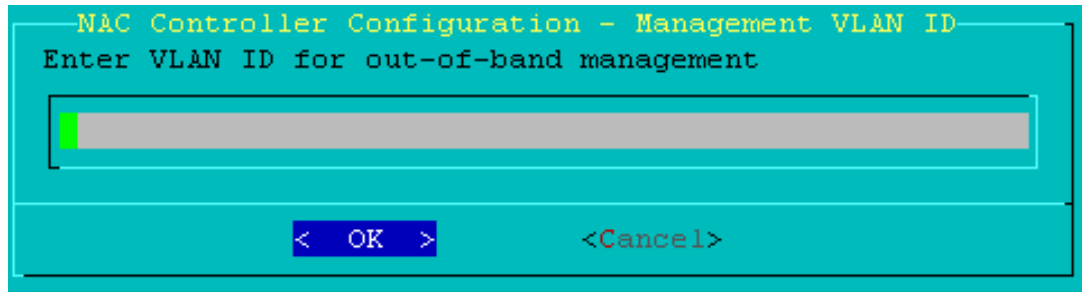 NAC Controller Configuration - Management VLAN ID
Enter VLAN ID for out-of-band management
< OK > <Cancel>